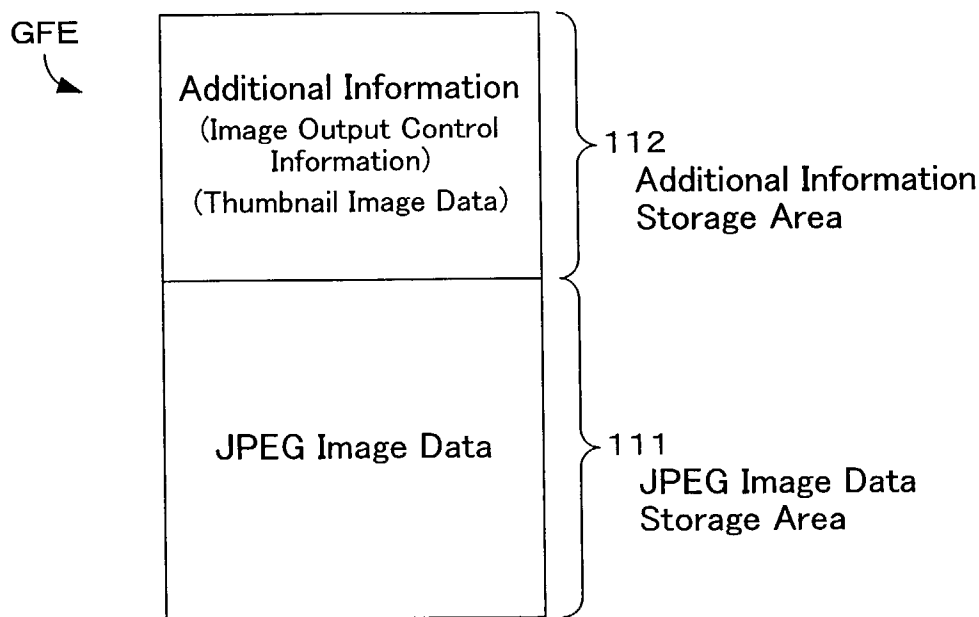 GFE
Additional Information
(Image Output Control
Information)
(Thumbnail Image Data)
112
Additional Information
Storage Area
JPEG Image Data
111
JPEG Image Data
Storage Area